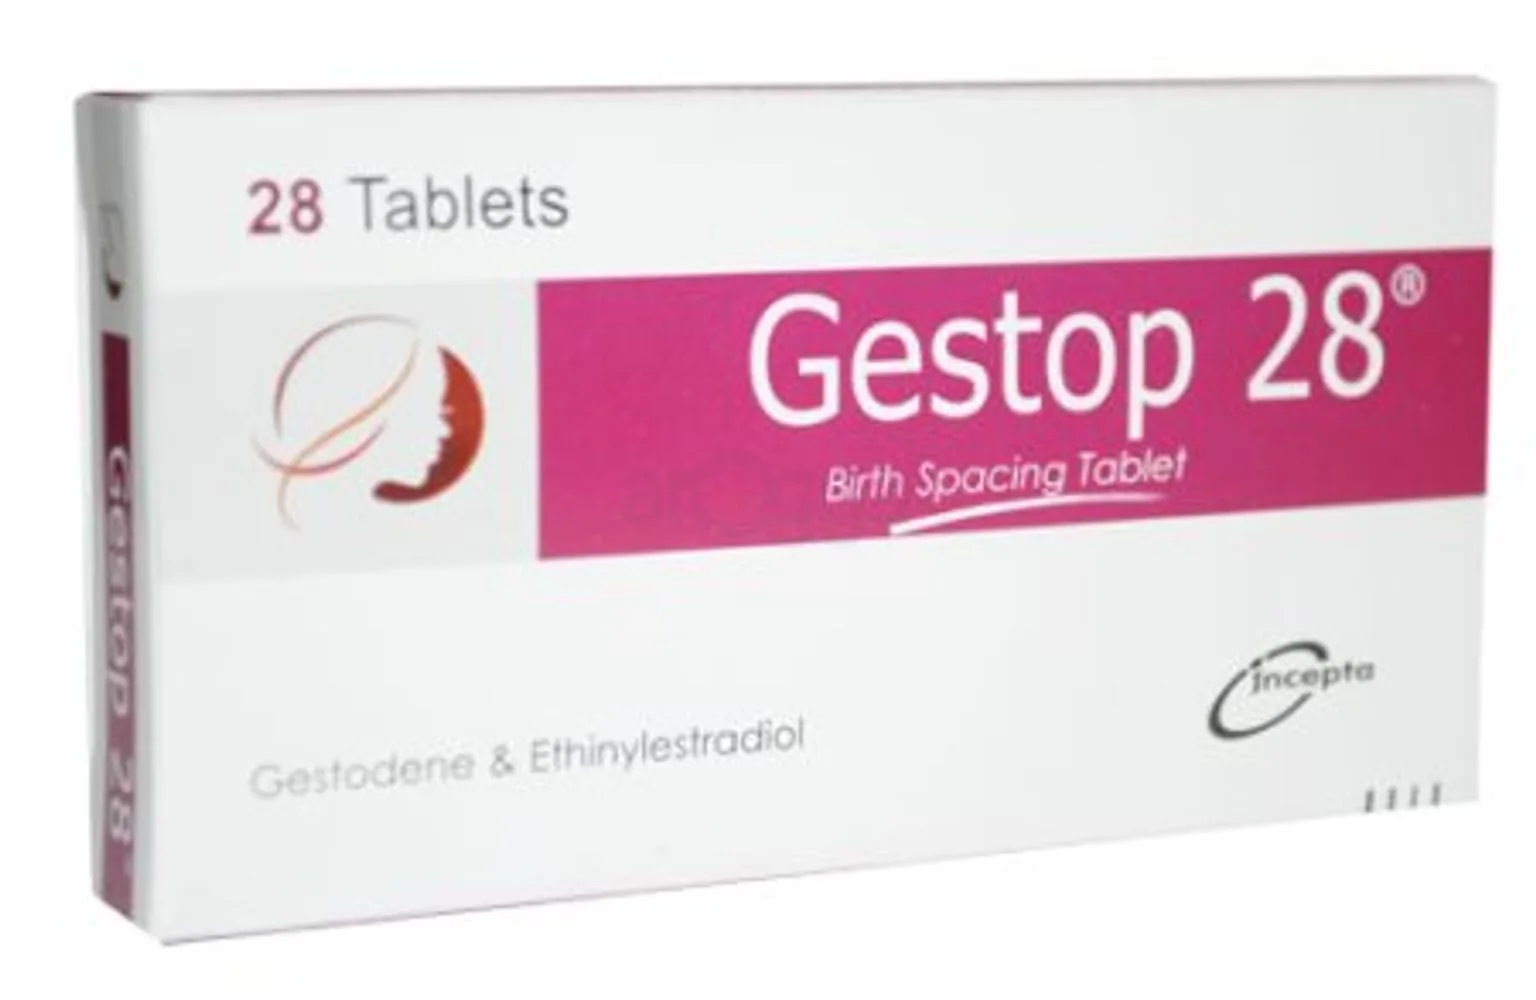 28 Tablets
Gestop 28®
Birth Spacing Tablet
Gestodene & Ethinylestradiol
incepta
Gestop 28